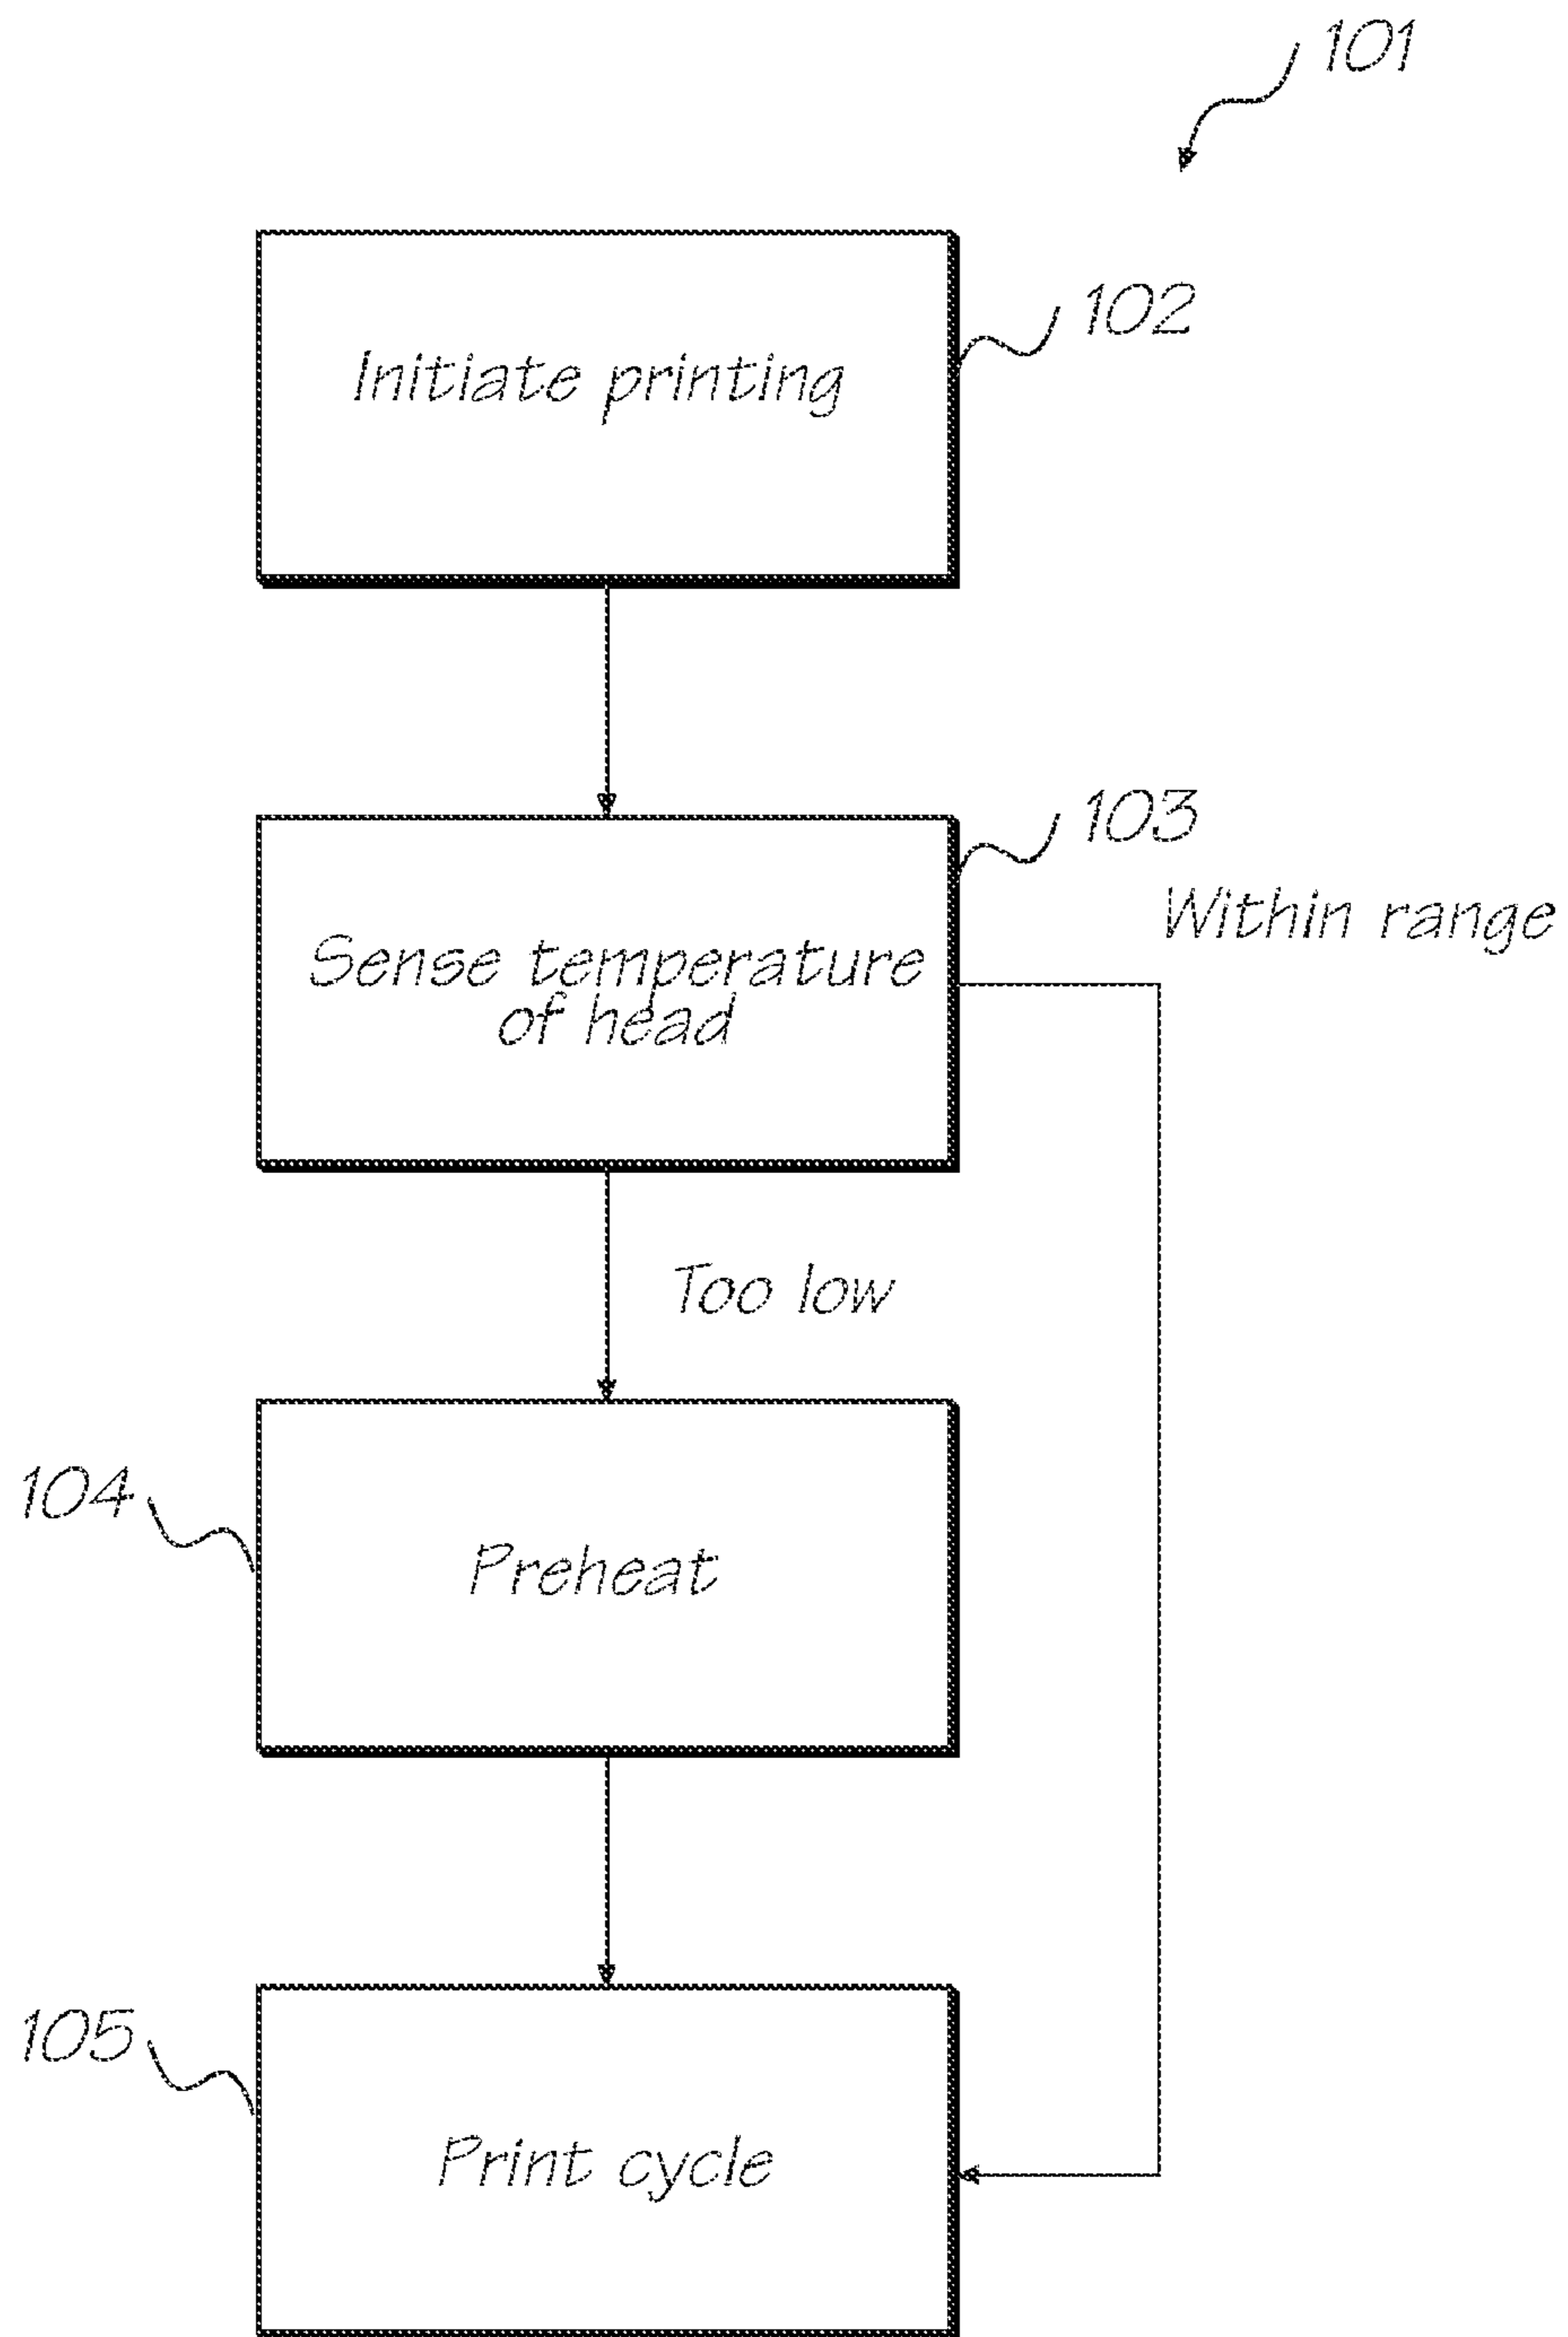 101
Initiate printing
102
103
Within range
Sense temperature
of head
Too low
104
Preheat
105
Print cycle